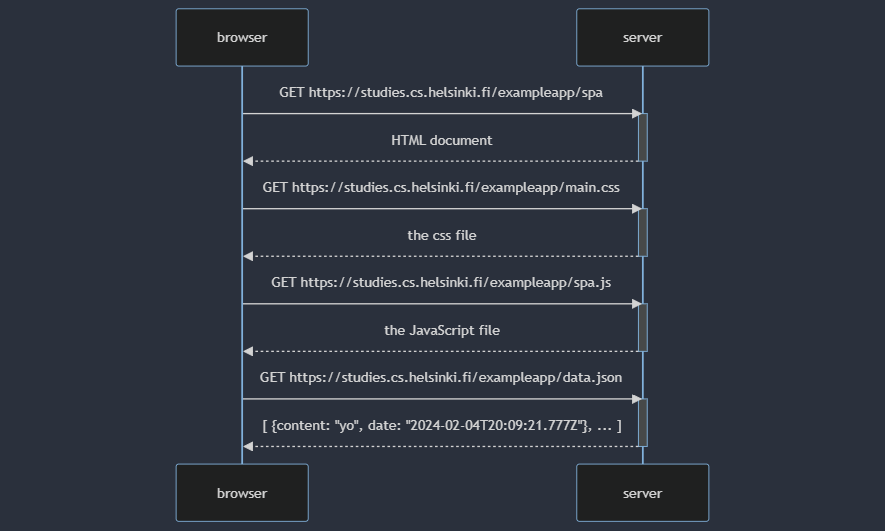 browser
server
GET https://studies.cs.helsinki.fi/exampleapp/spa
HTML document
GET https://studies.cs.helsinki.fi/exampleapp/main.css
the css file
GET https://studies.cs.helsinki.fi/exampleapp/spa.js
the JavaScript file
GET https://studies.cs.helsinki.fi/exampleapp/data.json
[ {content: "yo", date: "2024-02-04T20:09:21.777Z"}, ... ]
browser
server